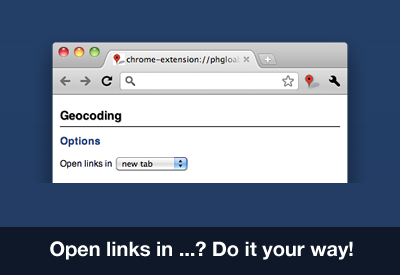 chrome-extension://phgloa
Geocoding
Options
Open links in new tab
Open links in ...? Do it your way!